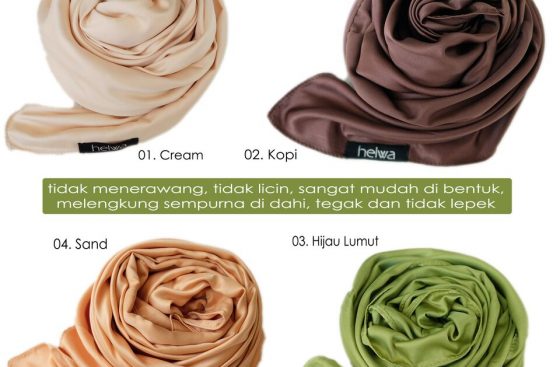 helwa
helwa
01. Cream
02. Kopi
tidak menerawang, tidak licin, sangat mudah di bentuk,
melengkung sempurna di dahi, tegak dan tidak lepek
04. Sand
03. Hijau Lumut